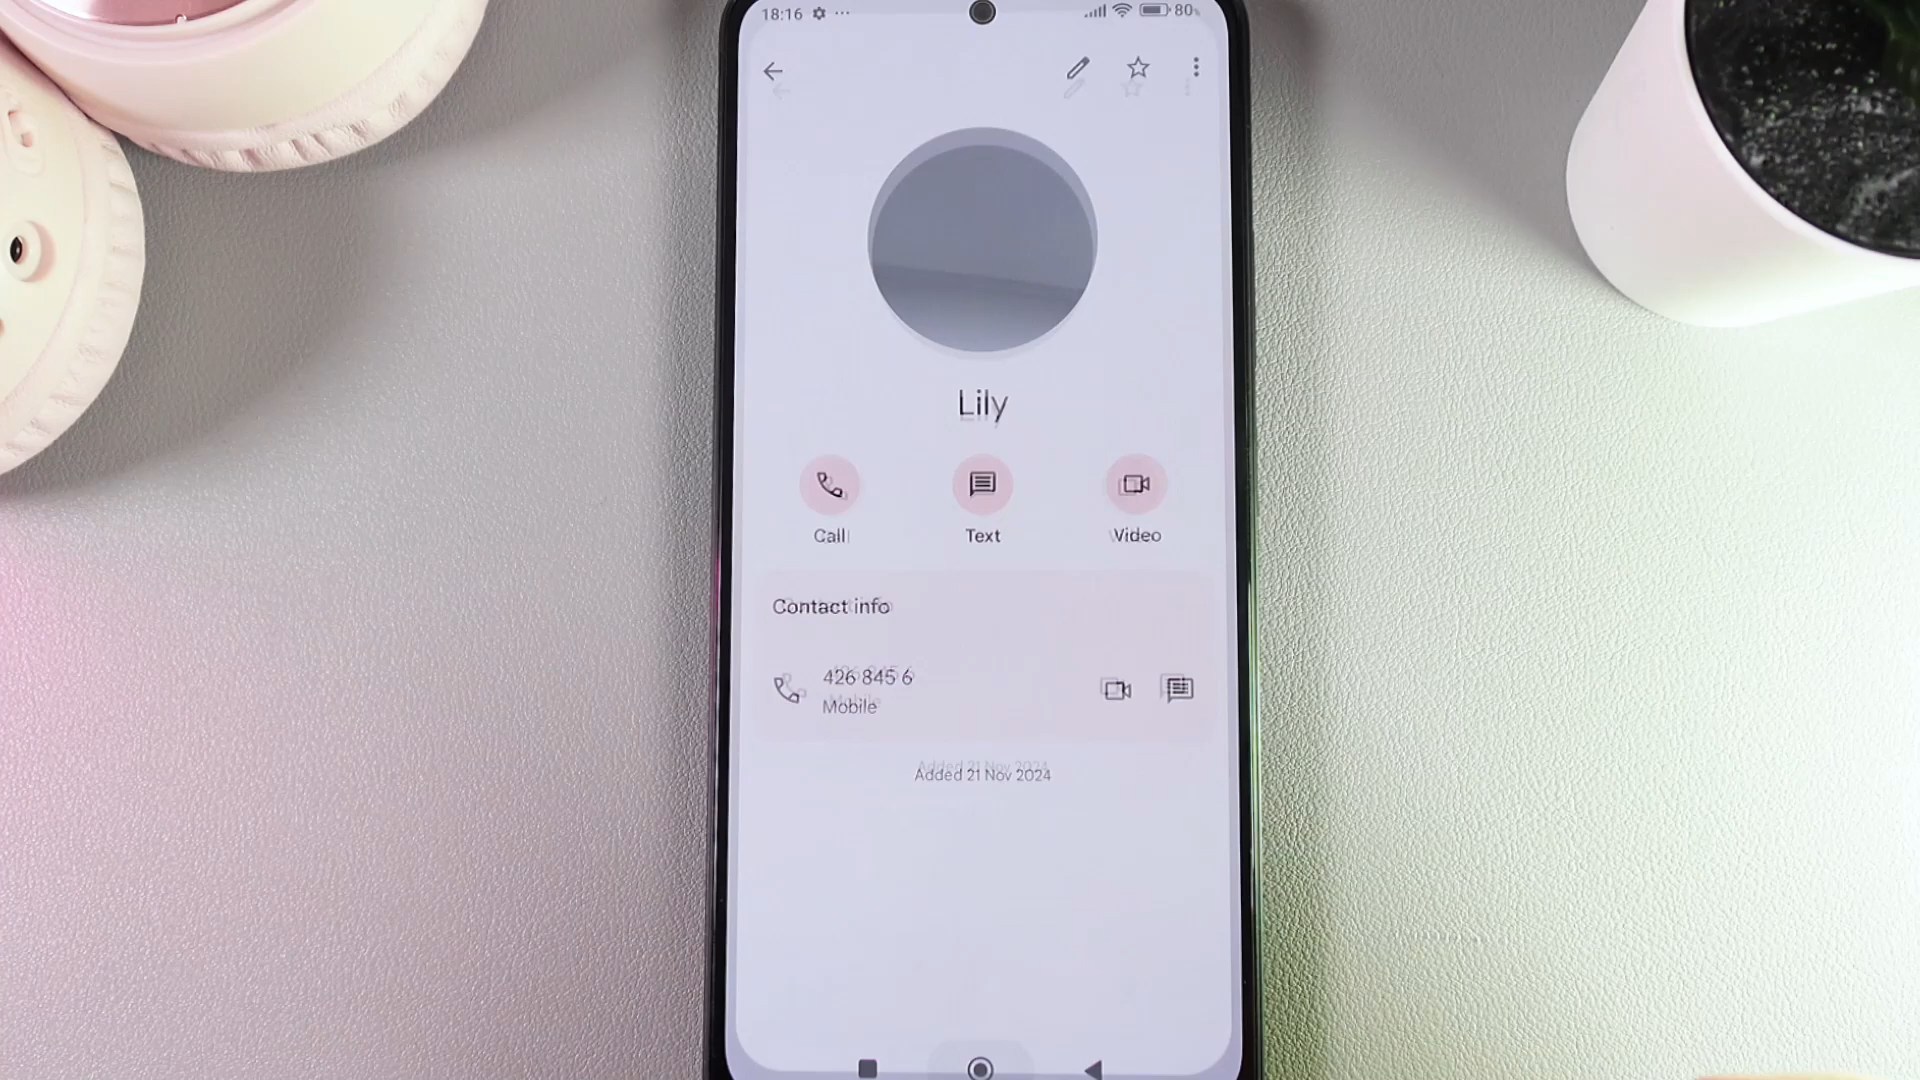 18:16 ... 80%
Lily
Call Text Video
Contact info
426 845 6
Mobile
Added 21 Nov 2024